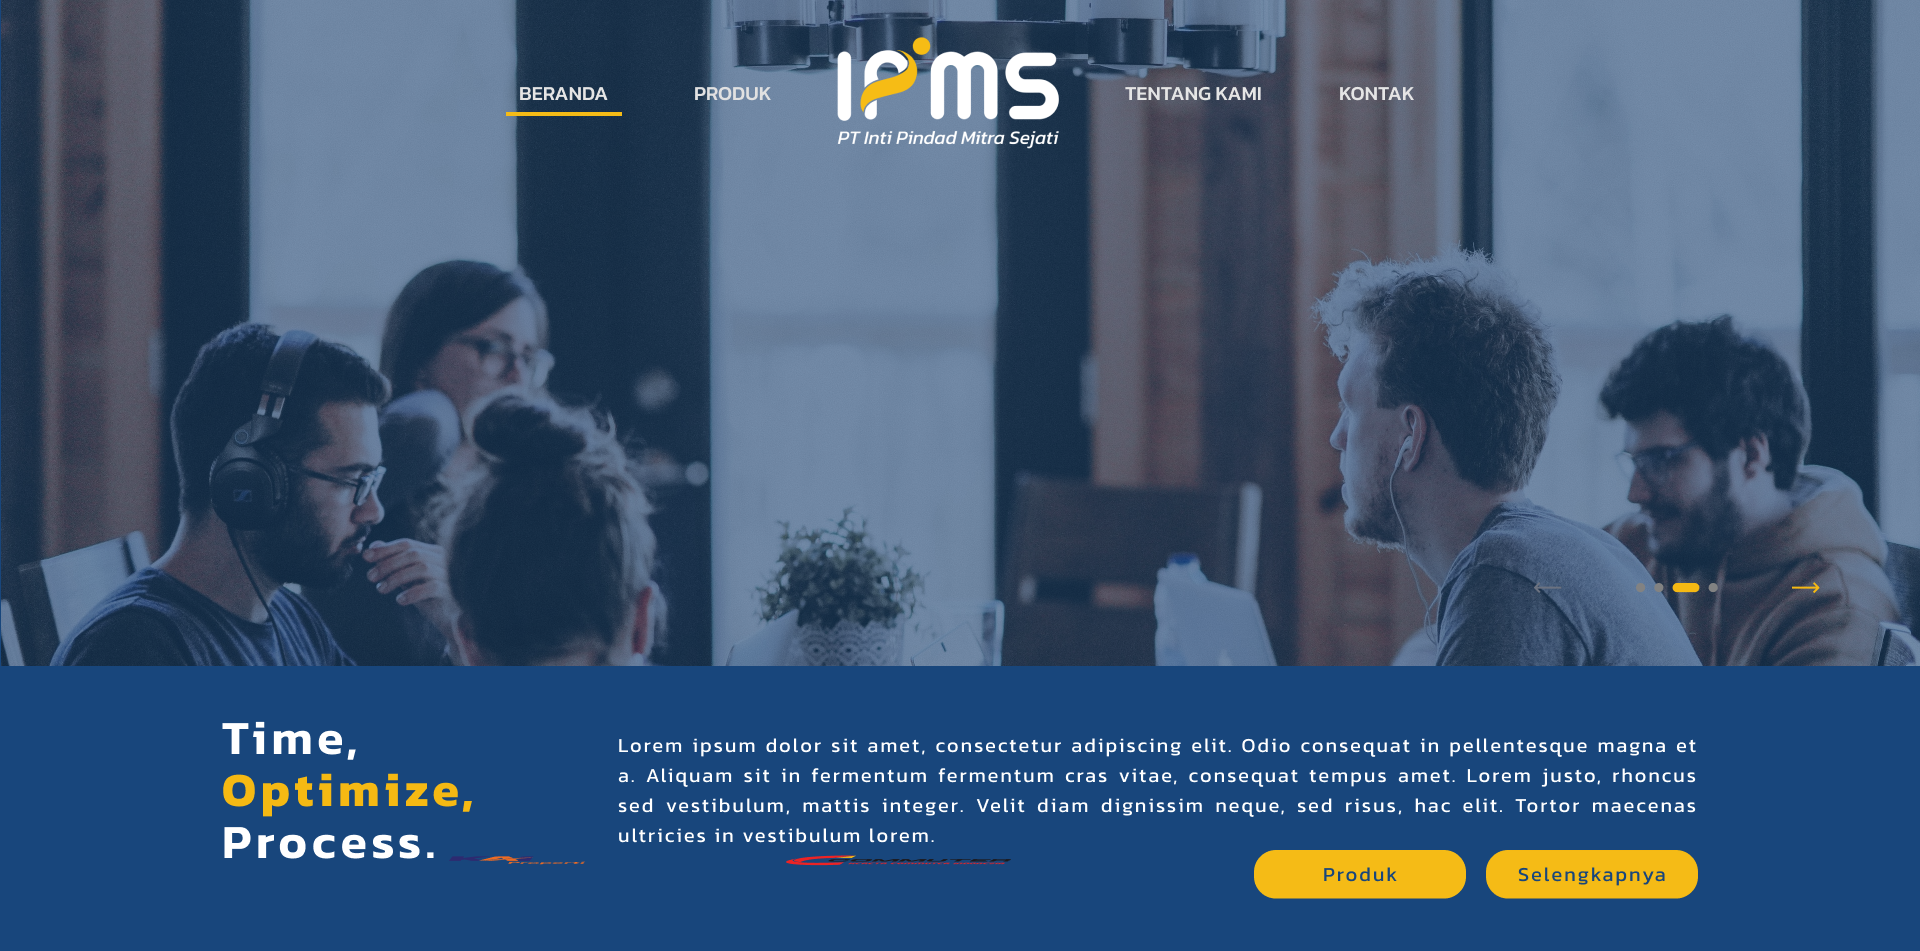 BERANDA
PRODUK
IPMS
PT Inti Pindad Mitra Sejati
TENTANG KAMI
KONTAK
Time,
Optimize,
Process.
Lorem ipsum dolor sit amet, consectetur adipiscing elit. Odio consequat in pellentesque magna et
a. Aliquam sit in fermentum fermentum cras vitae, consequat tempus amet. Lorem justo, rhoncus
sed vestibulum, mattis integer. Velit diam dignissim neque, sed risus, hac elit. Tortor maecenas
ultricies in vestibulum lorem.
Properti
COMMUTER
Produk
Selengkapnya